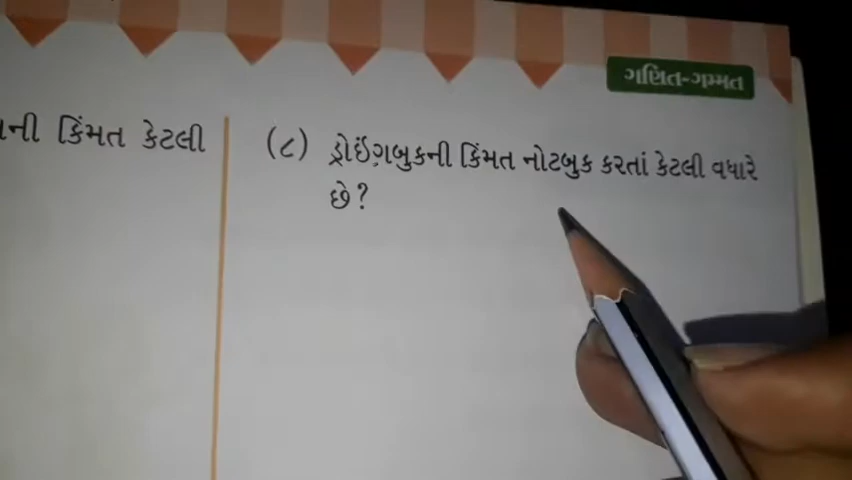 ગણિત-ગમ્મત
કિંમત કેટલી
(૮) ડ્રોઈંગબુકની કિંમત નોટબુક કરતાં કેટલી વધારે
છે?